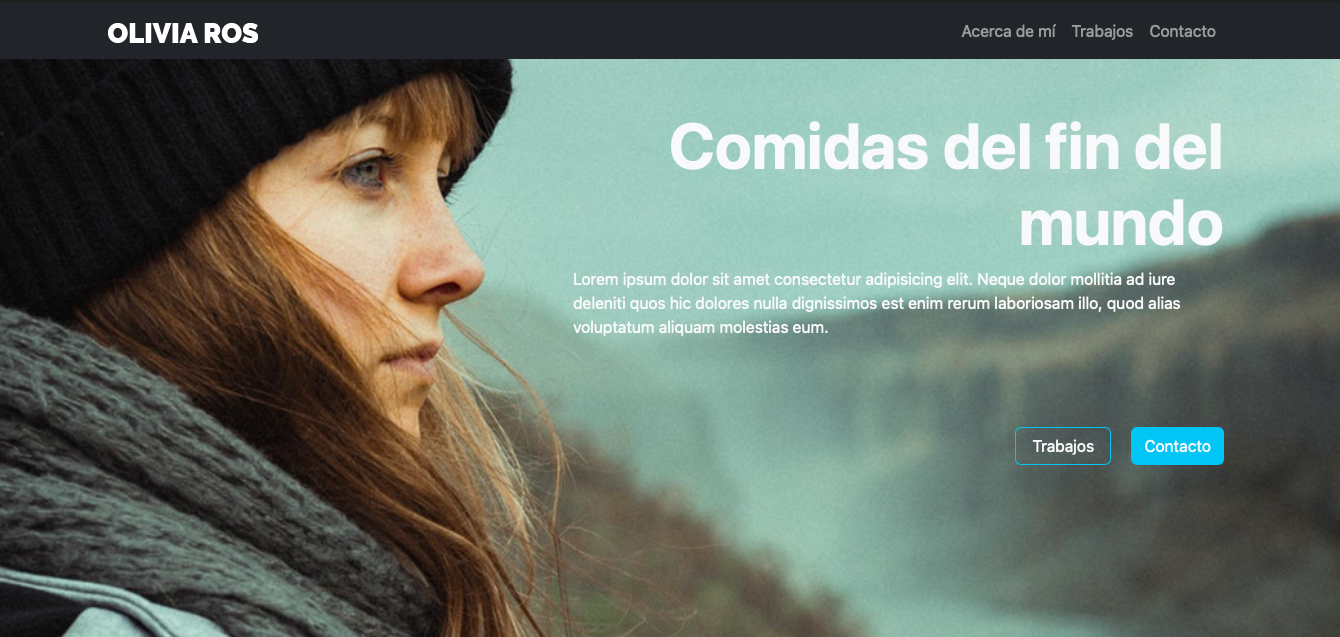 OLIVIA ROS
Acerca de mí Trabajos Contacto
Comidas del fin del
mundo
Lorem ipsum dolor sit amet consectetur adipisicing elit. Neque dolor mollitia ad iure
deleniti quos hic dolores nulla dignissimos est enim rerum laboriosam illo, quod alias
voluptatum aliquam molestias eum.
Trabajos Contacto